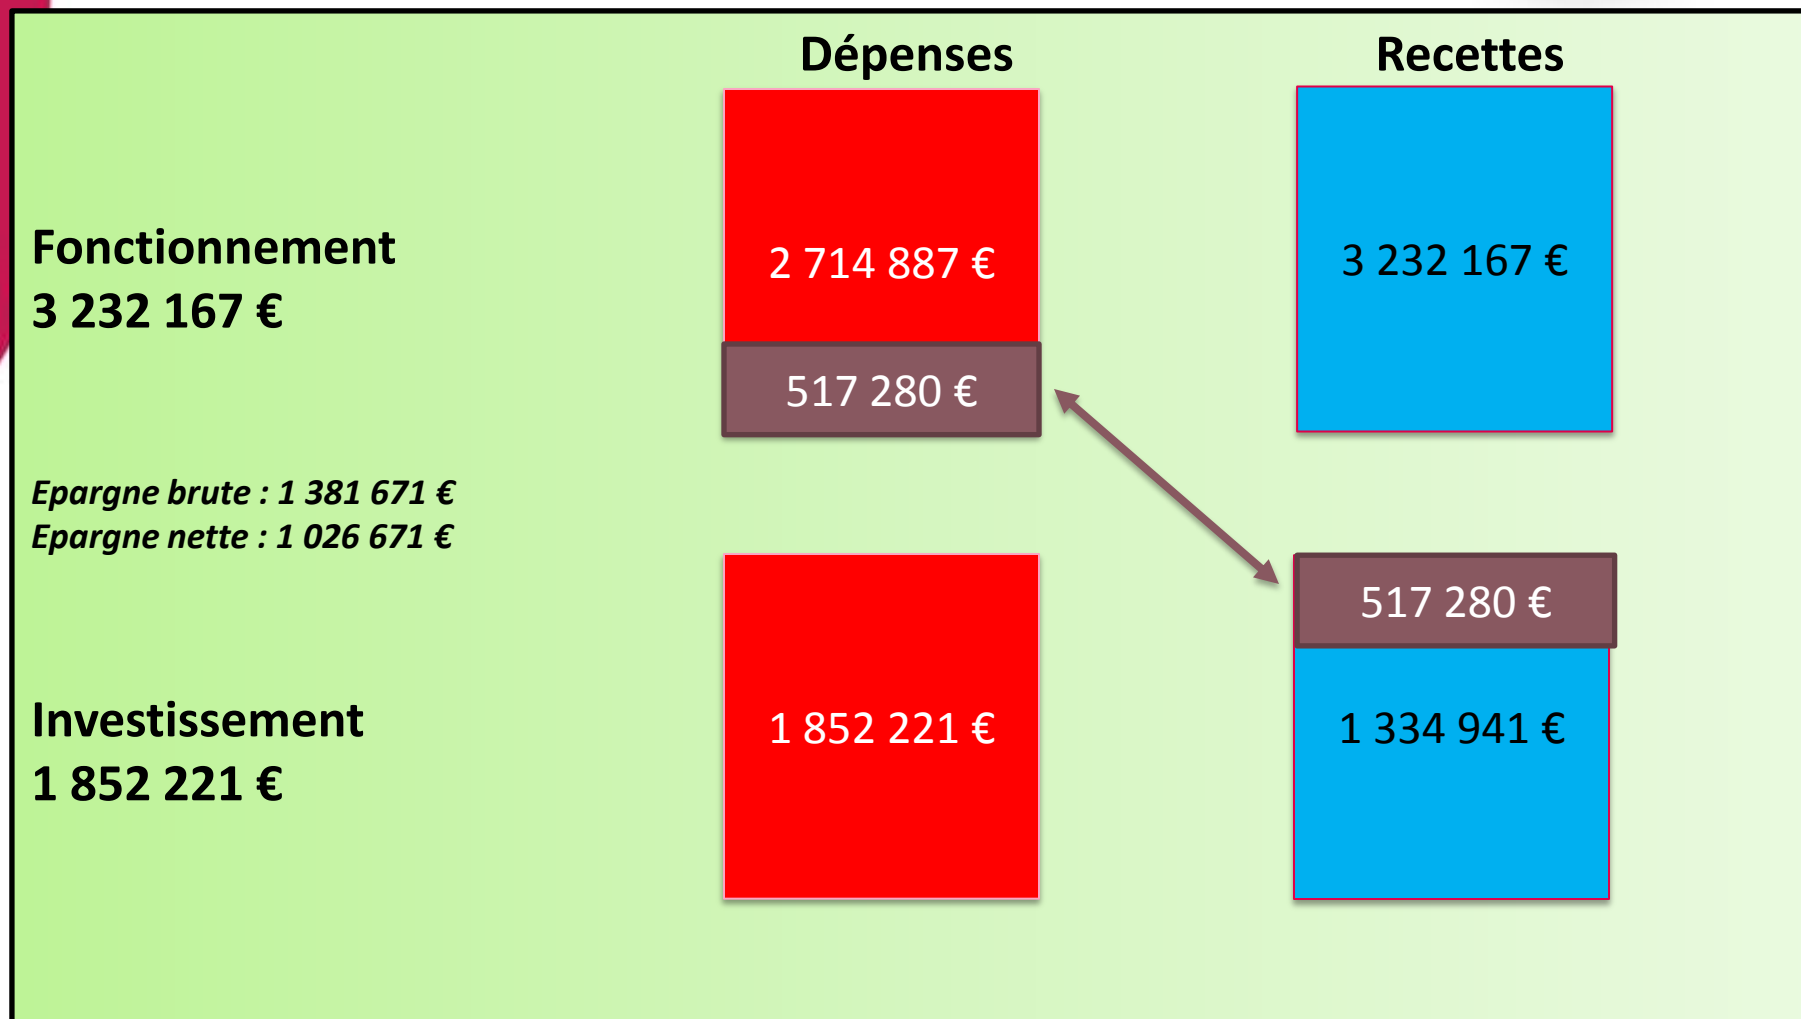 Dépenses
Recettes
Fonctionnement
3 232 167 €
2 714 887 €
3 232 167 €
517 280 €
Epargne brute : 1 381 671 €
Epargne nette : 1 026 671 €
517 280 €
Investissement
1 852 221 €
1 852 221 €
1 334 941 €